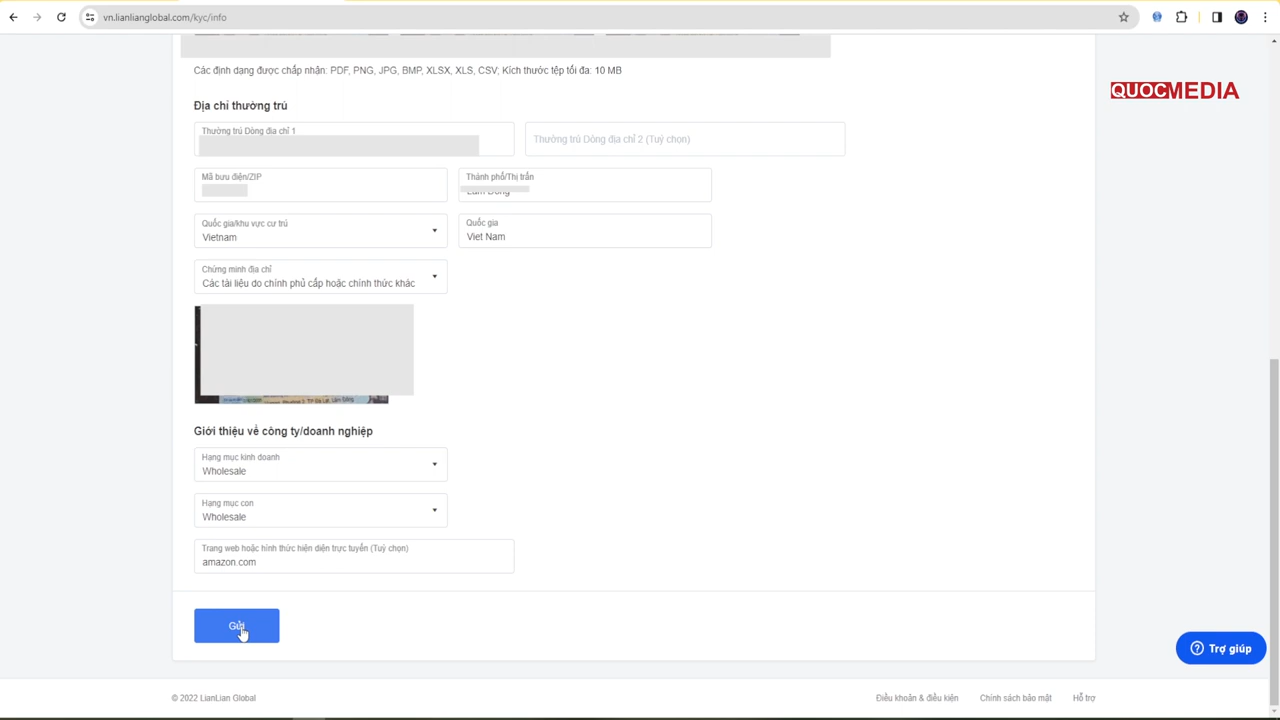 vn.lianlianglobal.com/kyc/info
Các định dạng được chấp nhận: PDF, PNG, JPG, BMP, XLSX, XLS, CSV; Kích thước tệp tối đa: 10 MB
QUOCMEDIA
Địa chỉ thường trú
Thường trú Dòng địa chỉ 1
Thường trú Dòng địa chỉ 2 (Tuỳ chọn)
Mã bưu điện/ZIP
Thành phố/Thị trấn
Lâm Đồng
Quốc gia/khu vực cư trú
Vietnam
Quốc gia
Viet Nam
Chứng minh địa chỉ
Các tài liệu do chính phủ cấp hoặc chính thức khác
Giới thiệu về công ty/doanh nghiệp
Hạng mục kinh doanh
Wholesale
Hạng mục con
Wholesale
Trang web hoặc hình thức hiện diện trực tuyến (Tuỳ chọn)
amazon.com
Gửi
Trợ giúp
© 2022 LianLian Global
Điều khoản & điều kiện
Chính sách bảo mật
Hỗ trợ